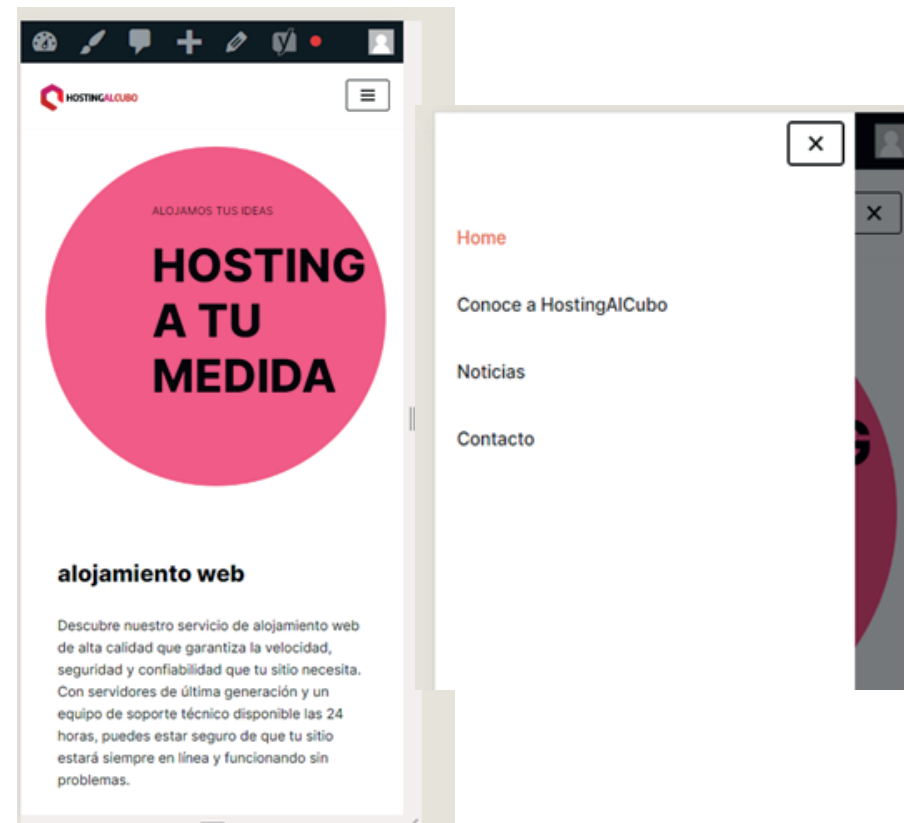 HOSTINGALCUBO
ALOJAMOS TUS IDEAS
HOSTING
A TU
MEDIDA
alojamiento web
Descubre nuestro servicio de alojamiento web
de alta calidad que garantiza la velocidad,
seguridad y confiabilidad que tu sitio necesita.
Con servidores de última generación y un
equipo de soporte técnico disponible las 24
horas, puedes estar seguro de que tu sitio
estará siempre en línea y funcionando sin
problemas.
Home
Conoce a HostingAlCubo
Noticias
Contacto
G